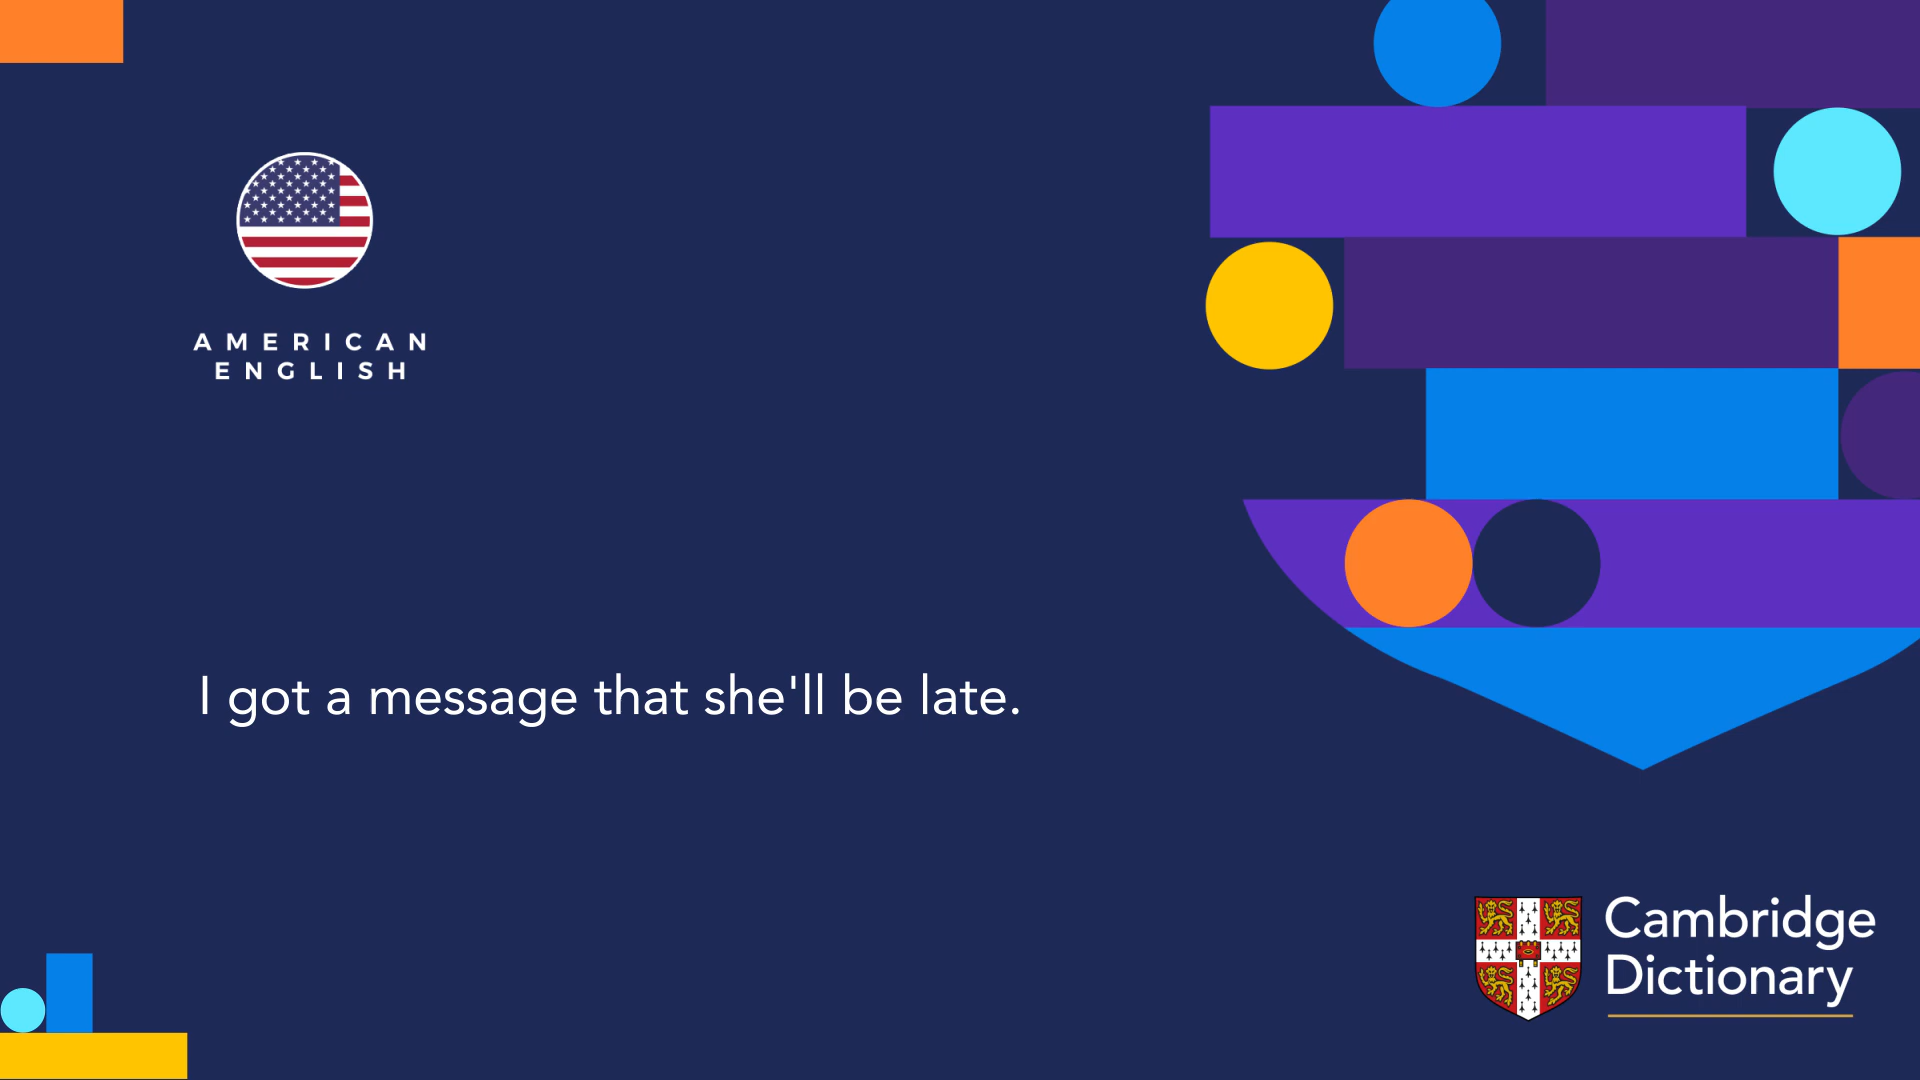 AMERICAN
ENGLISH
I got a message that she'll be late.
Cambridge
Dictionary